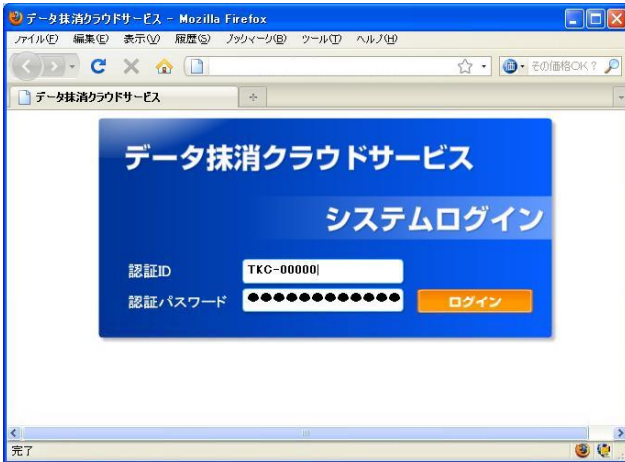 データ抹消クラウドサービス - Mozilla Firefox
ファイル(F) 編集(E) 表示(V) 履歴(S) ブックマーク(B) ツール(T) ヘルプ(H)
その価格OK?
データ抹消クラウドサービス
データ抹消クラウドサービス
システムログイン
認証ID TKC-00000
認証パスワード ●●●●●●●●●●●● ログイン
完了